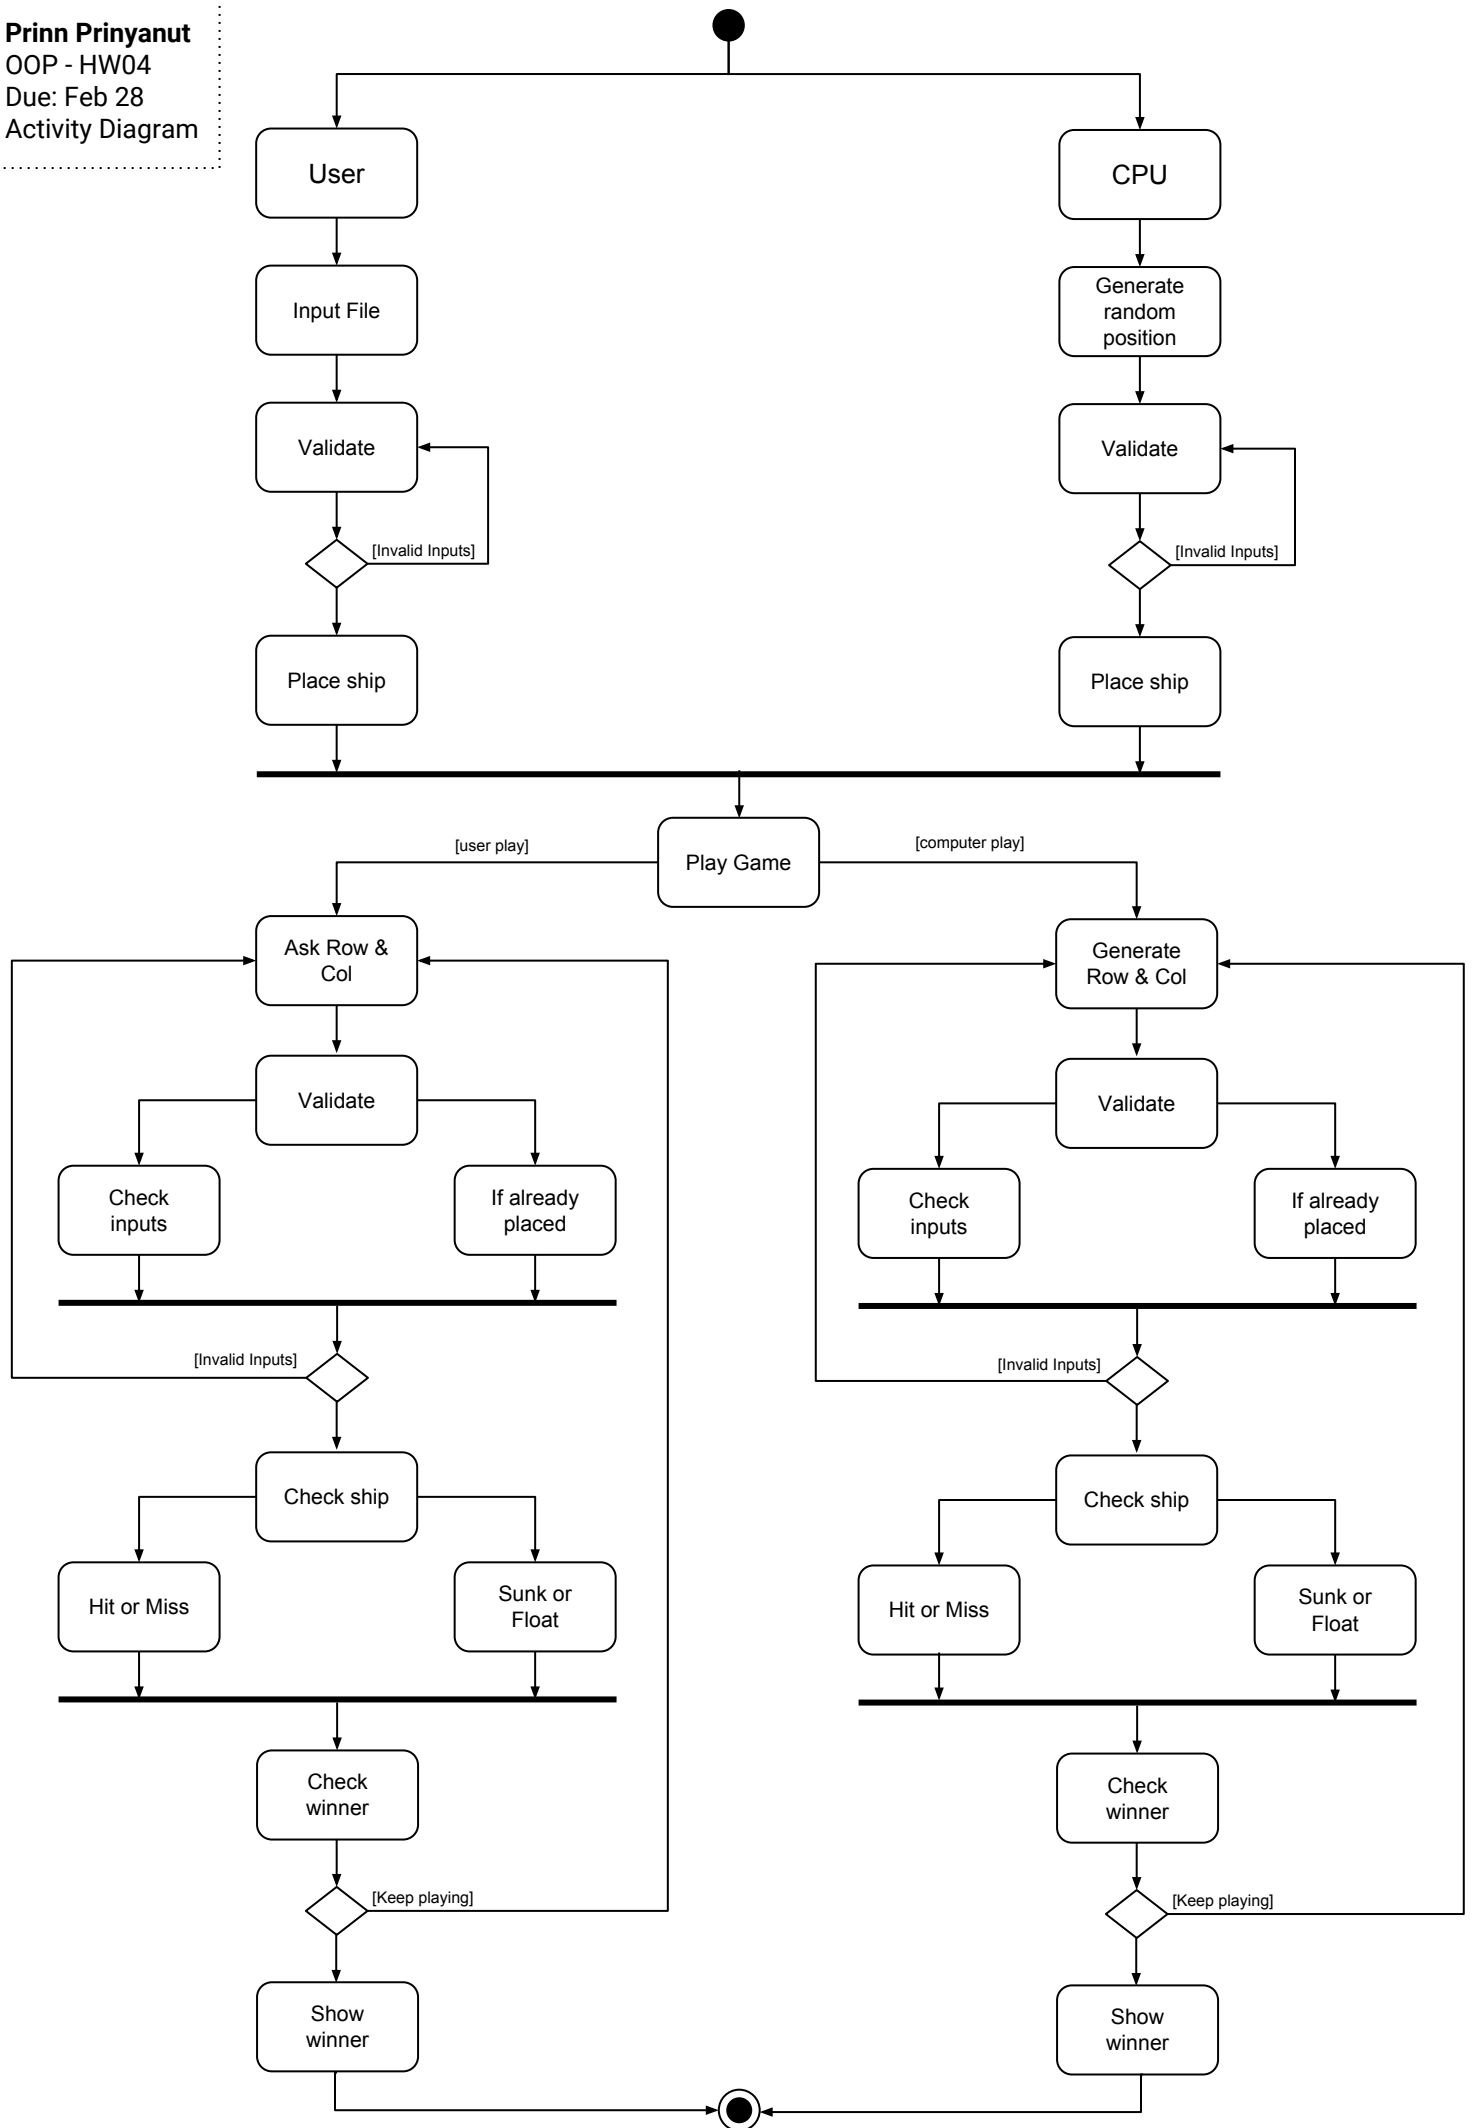 Prinn Prinyanut
OOP - HW04
Due: Feb 28
Activity Diagram
User
CPU
Input File
Generate
random
position
Validate
Validate
[Invalid Inputs]
[Invalid Inputs]
Place ship
Place ship
[user play]
Play Game
[computer play]
Ask Row &
Col
Generate
Row & Col
Validate
Validate
Check
inputs
If already
placed
Check
inputs
If already
placed
[Invalid Inputs]
[Invalid Inputs]
Check ship
Check ship
Hit or Miss
Sunk or
Float
Hit or Miss
Sunk or
Float
Check
winner
Check
winner
[Keep playing]
[Keep playing]
Show
winner
Show
winner